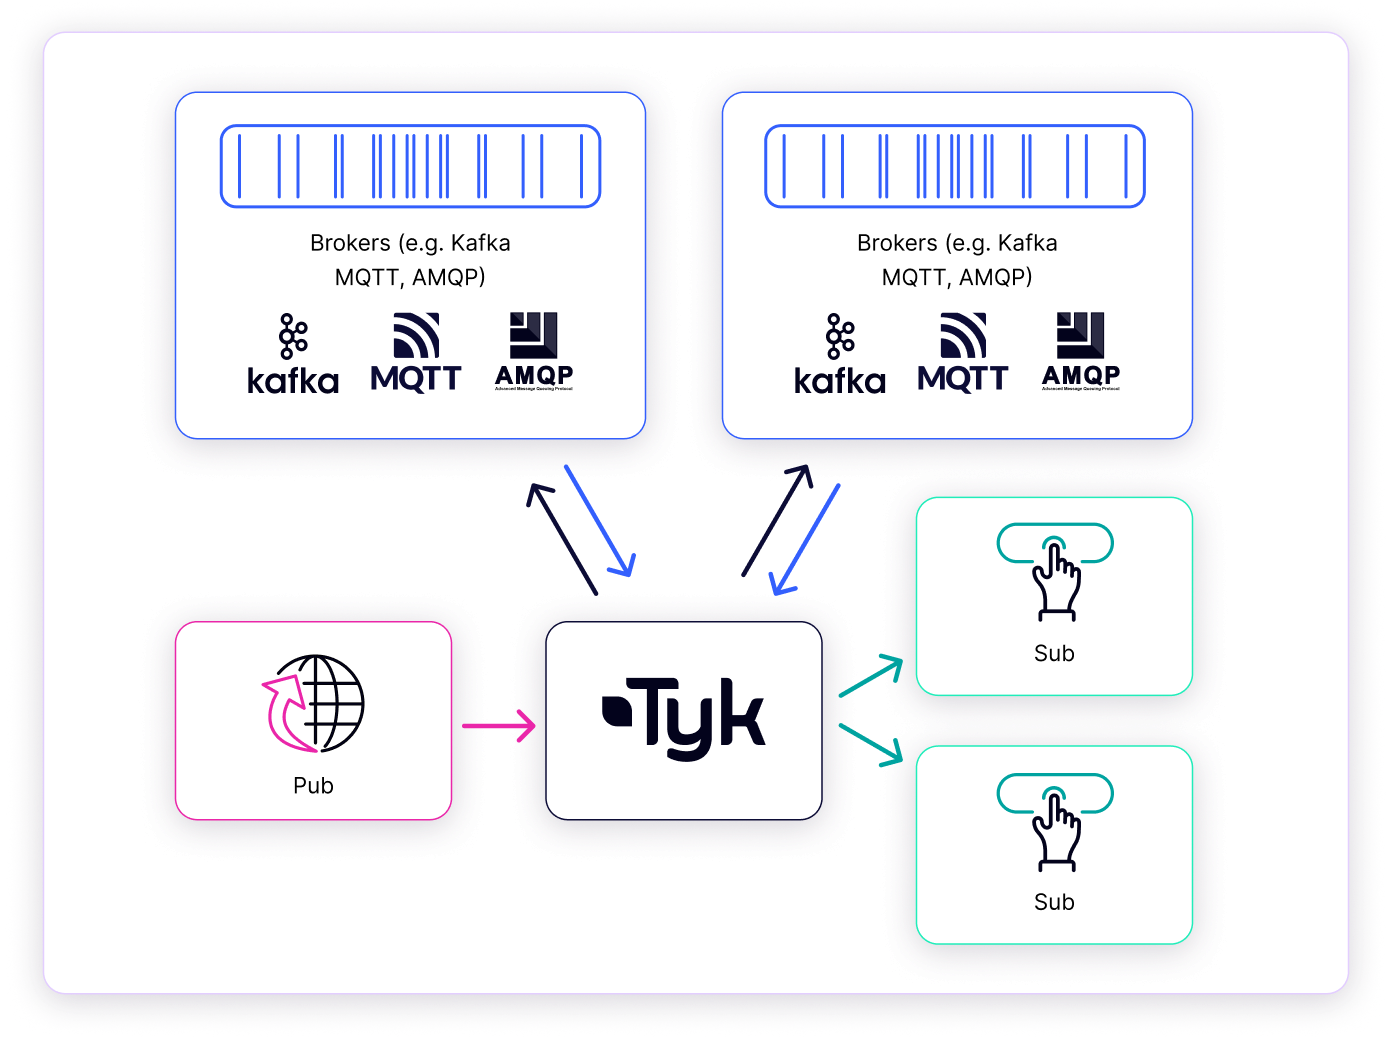 Brokers (e.g. Kafka
MQTT, AMQP)
kafka
MQTT
AMQP
Advanced Message Queuing Protocol
Brokers (e.g. Kafka
MQTT, AMQP)
kafka
MQTT
AMQP
Advanced Message Queuing Protocol
Sub
Pub
Tyk
Sub